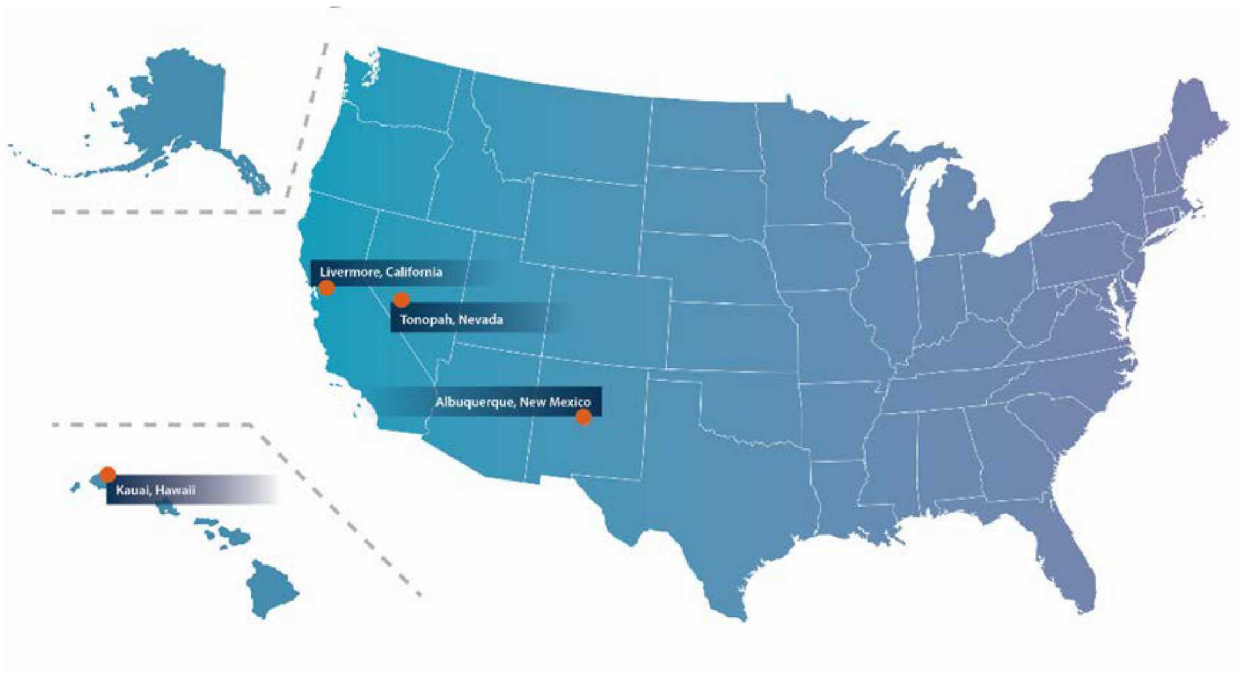 Livermore, California
Tonopah, Nevada
Albuquerque, New Mexico
Kauai, Hawaii